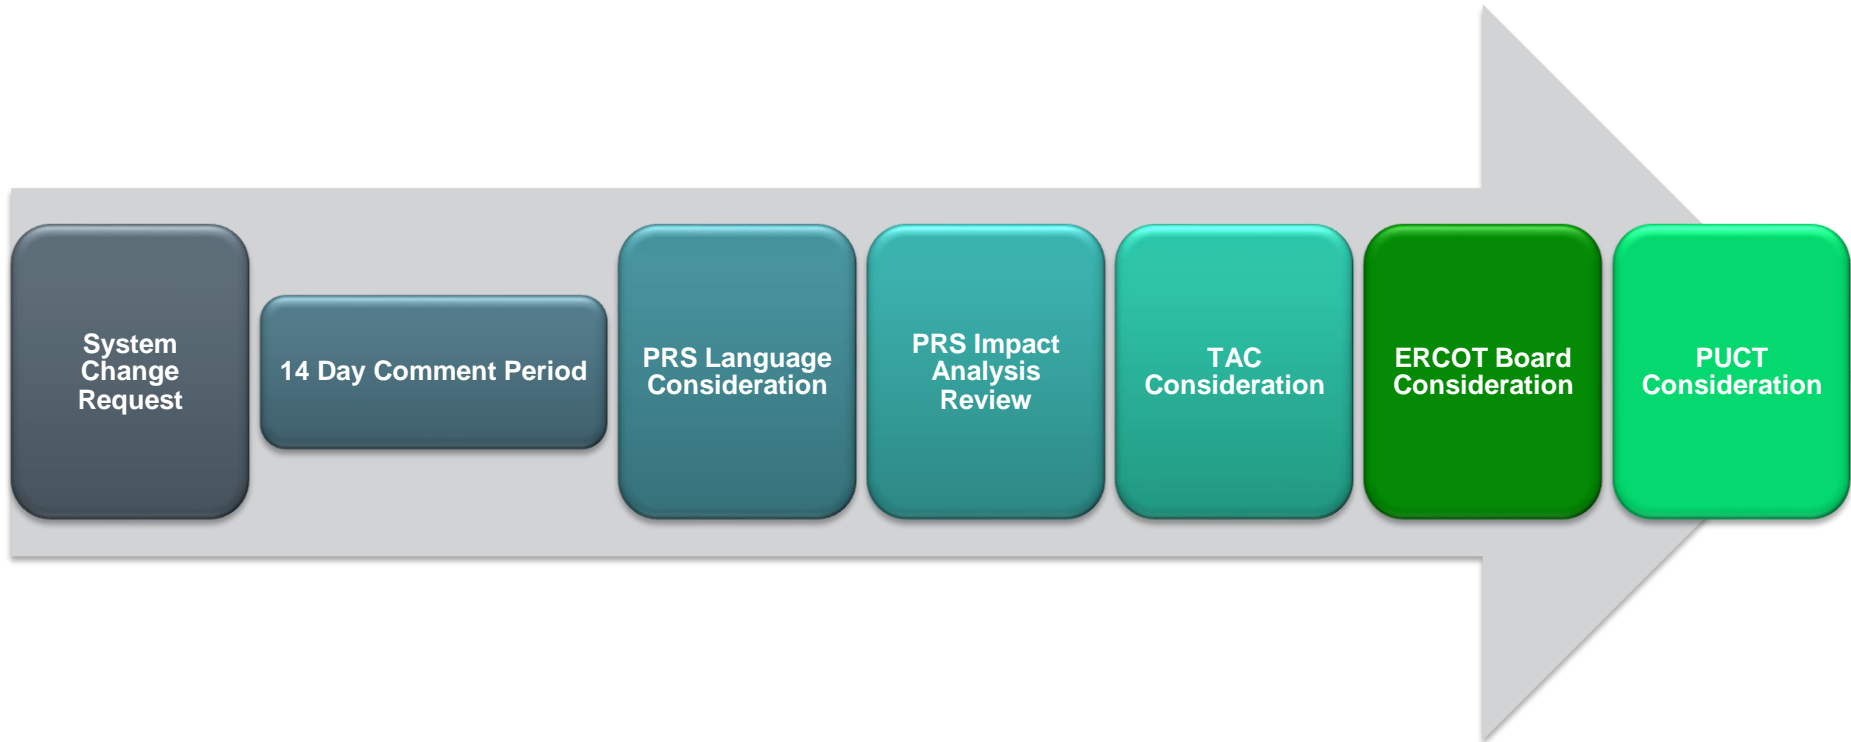 System
Change
Request
14 Day Comment Period
PRS Language
Consideration
PRS Impact
Analysis
Review
TAC
Consideration
ERCOT Board
Consideration
PUCT
Consideration